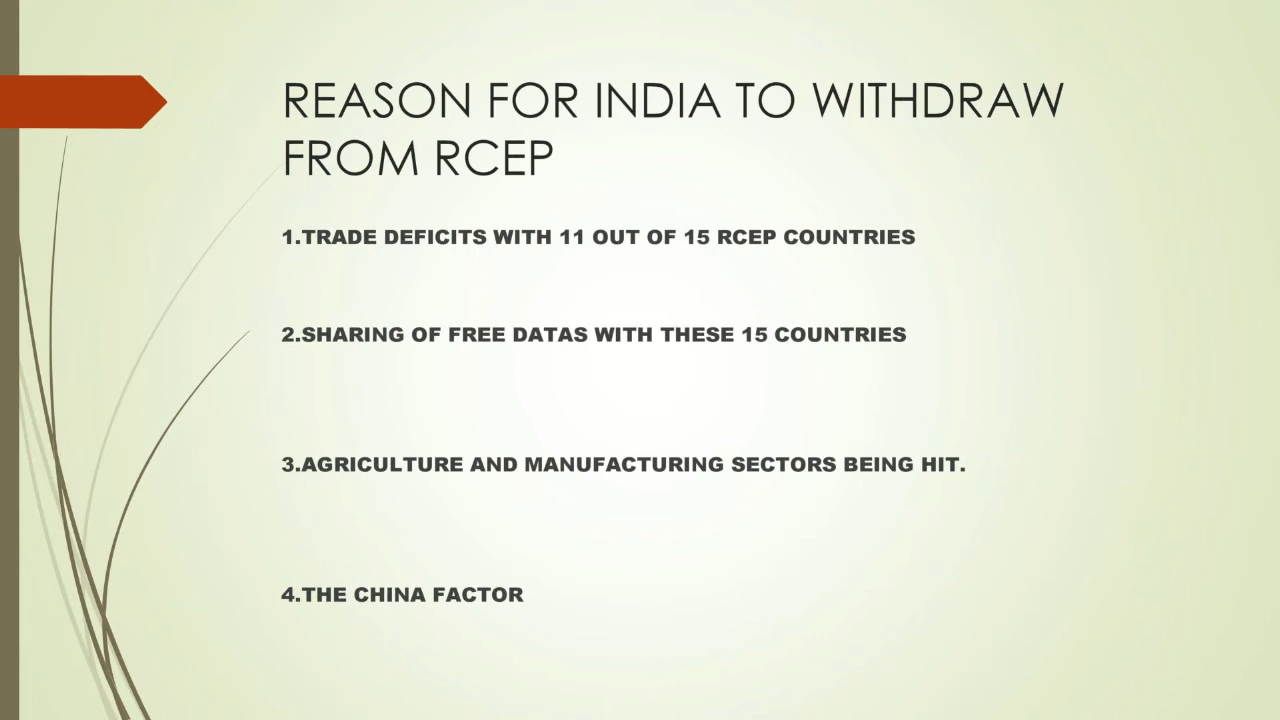 REASON FOR INDIA TO WITHDRAW
FROM RCEP
1.TRADE DEFICITS WITH 11 OUT OF 15 RCEP COUNTRIES
2.SHARING OF FREE DATAS WITH THESE 15 COUNTRIES
3.AGRICULTURE AND MANUFACTURING SECTORS BEING HIT.
4.THE CHINA FACTOR